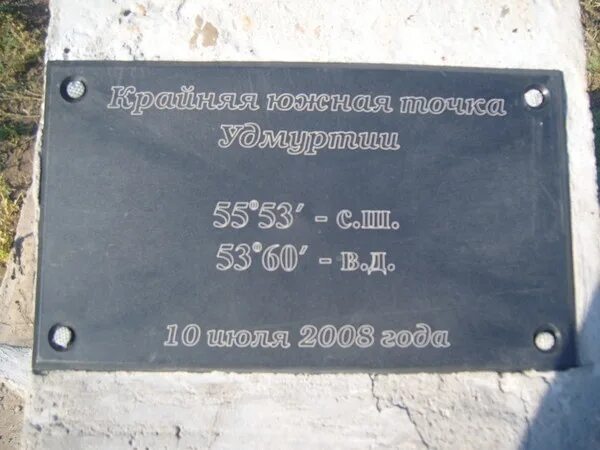 Крайняя южная точка
Удмуртии
55°53′ - с.ш.
53°60′ - в.д.
10 июля 2008 года